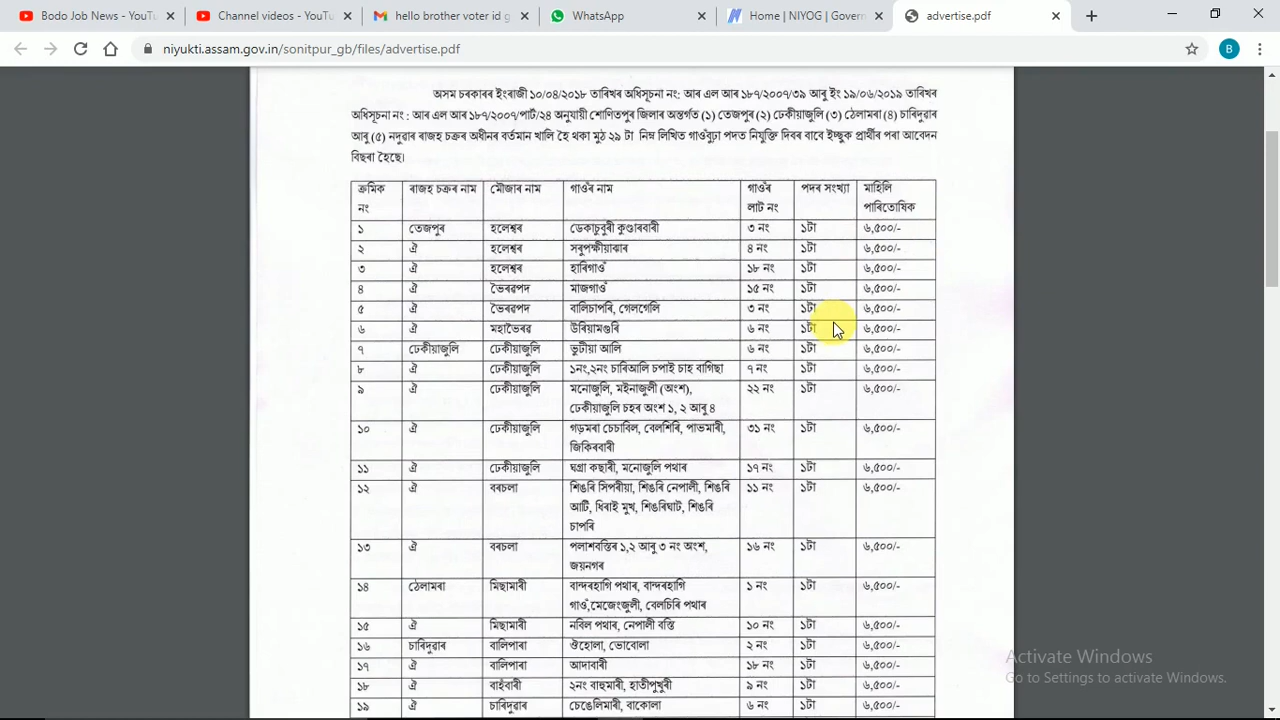 Bodo Job News - YouT
Channel videos - YouTu
hello brother voter id g
WhatsApp
Home | NIYOG | Govern
advertise.pdf
niyukti.assam.gov.in/sonitpur_gb/files/advertise.pdf
B
অসম চৰকাৰৰ ইংৰাজী ১০/০৪/২০১৮ তাৰিখৰ অধিসূচনা নং: আৰ এল আৰ ১৮৭/২০০৭/৩৯ আৰু ইং ১৯/০৬/২০১৯ তাৰিখৰ
অধিসূচনা নং : আৰ এল আৰ ১৮৭/২০০৭/পাৰ্ট/২৪ অনুযায়ী শোণিতপুৰ জিলাৰ অন্তৰ্গত (১) তেজপুৰ (২) ঢেকীয়াজুলি (৩) ঠেলামৰা (৪) চাৰিদুৱাৰ
আৰু (৫) নদুৱাৰ ৰাজহ চক্ৰৰ অধীনৰ বৰ্তমান খালি হৈ থকা মুঠ ২৯ টা নিম্ন লিখিত গাওঁবুঢ়া পদত নিযুক্তি দিবৰ বাবে ইচ্ছুক প্ৰাৰ্থীৰ পৰা আবেদন
বিছৰা হৈছে।
ক্ৰমিক নং ৰাজহ চক্ৰৰ নাম মৌজাৰ নাম গাওঁৰ নাম গাওঁৰ লাট নং পদৰ সংখ্যা মাহিলি পাৰিতোষিক
১ তেজপুৰ হলেশ্বৰ ডেকাচুবুৰী কুণ্ডাৰবাৰী ৩ নং ১টা ৬,৫০০/-
২ ঐ হলেশ্বৰ সৰুপক্ষীয়াঝাৰ ৪ নং ১টা ৬,৫০০/-
৩ ঐ হলেশ্বৰ হাৰিগাওঁ ১৮ নং ১টা ৬,৫০০/-
৪ ঐ ভৈৰৱপদ মাজগাওঁ ১৫ নং ১টা ৬,৫০০/-
৫ ঐ ভৈৰৱপদ বালিচাপৰি, গেলগেলি ৩ নং ১টা ৬,৫০০/-
৬ ঐ মহাভৈৰৱ উৰিয়ামগুৰি ৬ নং ১টা ৬,৫০০/-
৭ ঢেকীয়াজুলি ঢেকীয়াজুলি ভুটীয়া আলি ৬ নং ১টা ৬,৫০০/-
৮ ঐ ঢেকীয়াজুলি ১নং,২নং চাৰিআলি চপাই চাহ বাগিছা ৭ নং ১টা ৬,৫০০/-
৯ ঐ ঢেকীয়াজুলি মনোজুলি, মইনাজুলী (অংশ), ২২ নং ১টা ৬,৫০০/-
ঢেকীয়াজুলি চহৰ অংশ ১, ২ আৰু ৪
১০ ঐ ঢেকীয়াজুলি গড়মৰা চেচাবিল, বেলশিৰি, পাভমাৰী, ৩১ নং ১টা ৬,৫০০/-
জিকিৰবাৰী
১১ ঐ ঢেকীয়াজুলি ঘগ্ৰা কছাৰী, মনোজুলি পথাৰ ১৭ নং ১টা ৬,৫০০/-
১২ ঐ বৰচলা শিঙৰি সিপৰীয়া, শিঙৰি নেপালী, শিঙৰি ১১ নং ১টা ৬,৫০০/-
আটি, ধিৰাই মুখ, শিঙৰিঘাট, শিঙৰি
চাপৰি
১৩ ঐ বৰচলা পলাশবস্তিৰ ১,২ আৰু ৩ নং অংশ, ১৬ নং ১টা ৬,৫০০/-
জয়নগৰ
১৪ ঠেলামৰা মিছামাৰী বান্দৰহাগি পথাৰ, বান্দৰহাগি ১ নং ১টা ৬,৫০০/-
গাওঁ,মেজেংজুলী, বেলচিৰি পথাৰ
১৫ ঐ মিছামাৰী নবিল পথাৰ, নেপালী বস্তি ১০ নং ১টা ৬,৫০০/-
১৬ চাৰিদুৱাৰ বালিপাৰা ঔহোলা, ভোবোলা ২ নং ১টা ৬,৫০০/-
১৭ ঐ বালিপাৰা আদাবাৰী ১৮ নং ১টা ৬,৫০০/-
১৮ ঐ বাইবাৰী ২নং বাহুমাৰী, হাতীপুখুৰী ৯ নং ১টা ৬,৫০০/-
১৯ ঐ চাৰিদুৱাৰ চেঙেলিমাৰী, বাকোলা ৬ নং ১টা ৬,৫০০/-
Activate Windows
Go to Settings to activate Windows.